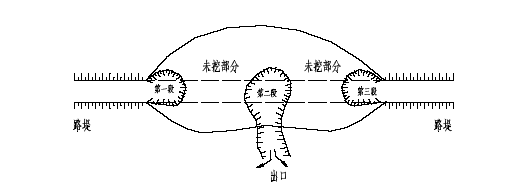 未挖部分 未挖部分
第一段 第二段 第三段
路堤 路堤
出口